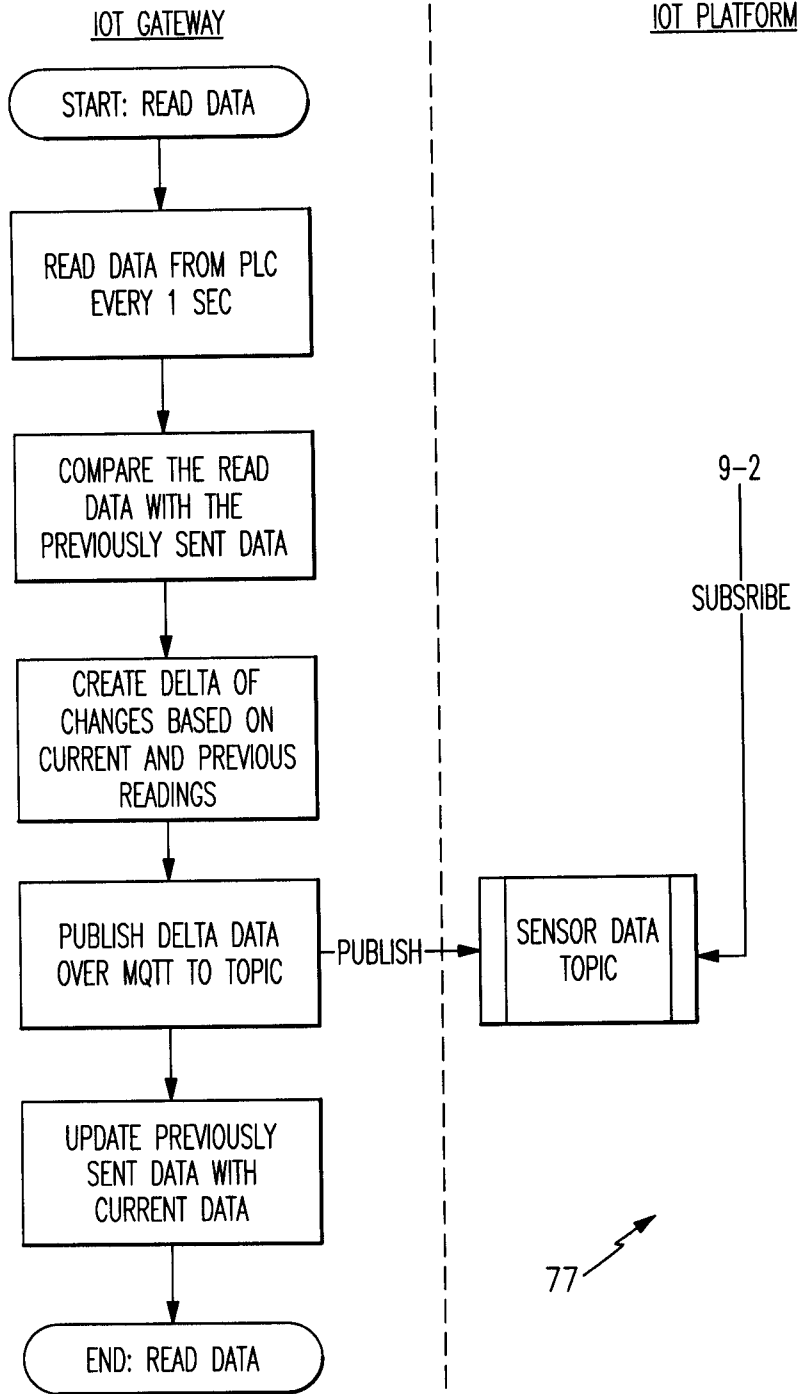 IOT GATEWAY
IOT PLATFORM
START: READ DATA
READ DATA FROM PLC
EVERY 1 SEC
COMPARE THE READ
DATA WITH THE
PREVIOUSLY SENT DATA
9-2
SUBSRIBE
CREATE DELTA OF
CHANGES BASED ON
CURRENT AND PREVIOUS
READINGS
PUBLISH DELTA DATA
OVER MQTT TO TOPIC
PUBLISH
SENSOR DATA
TOPIC
UPDATE PREVIOUSLY
SENT DATA WITH
CURRENT DATA
77
END: READ DATA